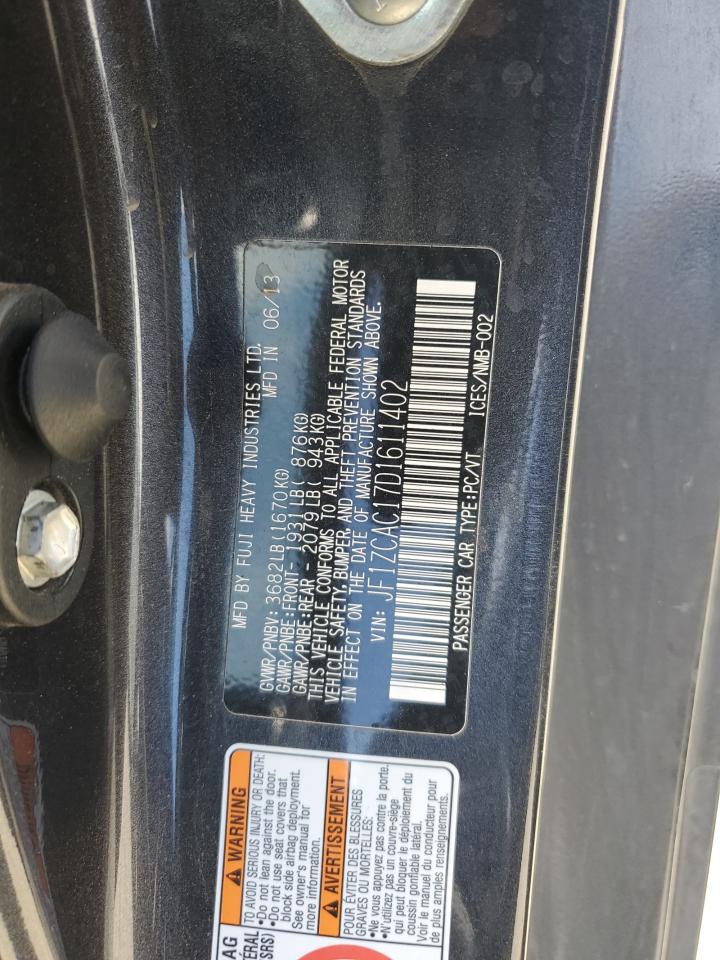 MFD BY FUJI HEAVY INDUSTRIES LTD.
MFD IN 06/13
GVWR/PNBV: 3682LB(1670KG)
GAWR/PNBE:FRONT- 1931LB( 876KG)
GAWR/PNBE:REAR - 2079LB( 943KG)
THIS VEHICLE CONFORMS TO ALL APPLICABLE FEDERAL MOTOR
VEHICLE SAFETY, BUMPER, AND THEFT PREVENTION STANDARDS
IN EFFECT ON THE DATE OF MANUFACTURE SHOWN ABOVE.
VIN: JF1ZCAC17D1611402
PASSENGER CAR TYPE:PC/VT ICES/NMB-002
WARNING
TO AVOID SERIOUS INJURY OR DEATH:
•Do not lean against the door.
•Do not use seat covers that
block side airbag deployment.
See owner's manual for
more information.
AVERTISSEMENT
POUR ÉVITER DES BLESSURES
GRAVES OU MORTELLES:
•Ne vous appuyez pas contre la porte.
•N'utilizez pas un couvre-siège
qui peut bloquer le déploiement du
coussin gonflable latéral.
Voir le manuel du conducteur pour
de plus amples renseignements.